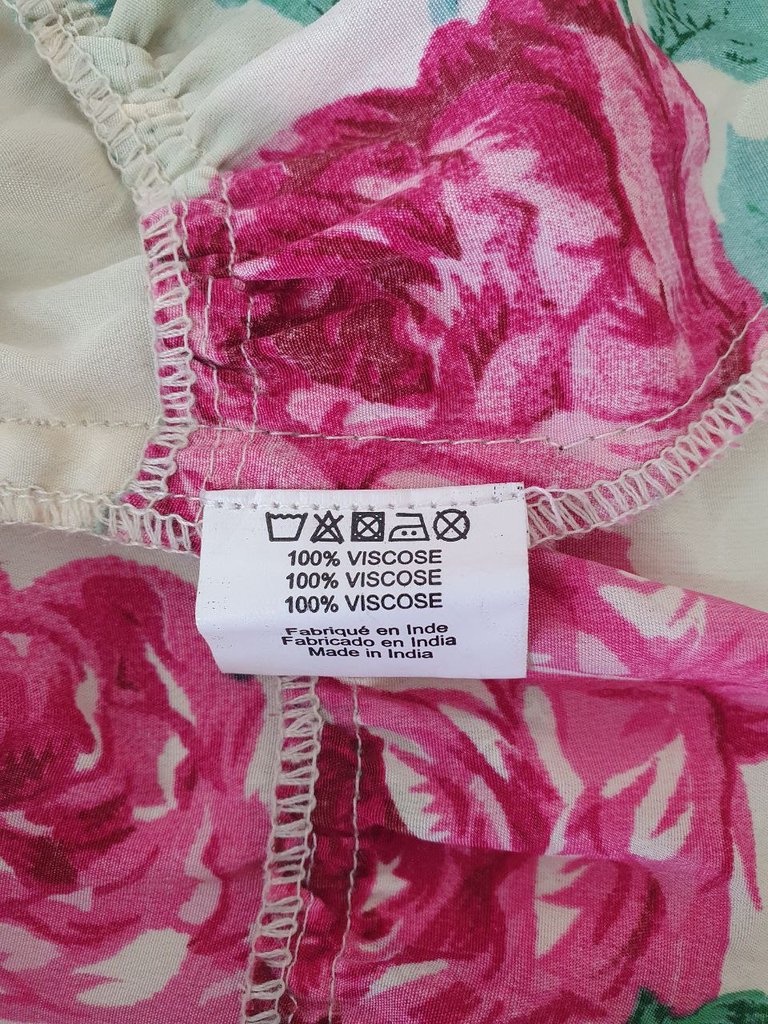 100% VISCOSE
100% VISCOSE
100% VISCOSE
Fabriqué en Inde
Fabricado en India
Made in India